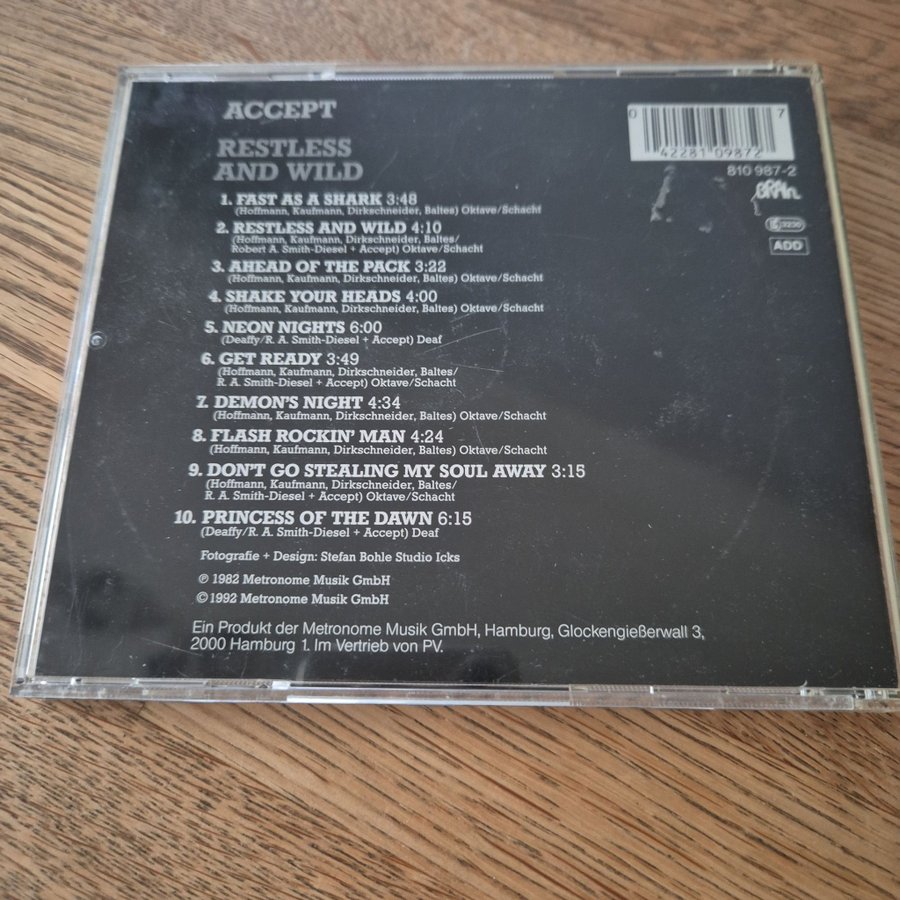 ACCEPT
RESTLESS
AND WILD
0 42281 09872 7
810 987-2
BRAIN
LC 3230
ADD
1. FAST AS A SHARK 3:48
(Hoffmann, Kaufmann, Dirkschneider, Baltes) Oktave/Schacht
2. RESTLESS AND WILD 4:10
(Hoffmann, Kaufmann, Dirkschneider, Baltes/
Robert A. Smith-Diesel + Accept) Oktave/Schacht
3. AHEAD OF THE PACK 3:22
(Hoffmann, Kaufmann, Dirkschneider, Baltes) Oktave/Schacht
4. SHAKE YOUR HEADS 4:00
(Hoffmann, Kaufmann, Dirkschneider, Baltes) Oktave/Schacht
5. NEON NIGHTS 6:00
(Deaffy/R. A. Smith-Diesel + Accept) Deaf
6. GET READY 3:49
(Hoffmann, Kaufmann, Dirkschneider, Baltes/
R. A. Smith-Diesel + Accept) Oktave/Schacht
7. DEMON'S NIGHT 4:34
(Hoffmann, Kaufmann, Dirkschneider, Baltes) Oktave/Schacht
8. FLASH ROCKIN' MAN 4:24
(Hoffmann, Kaufmann, Dirkschneider, Baltes) Oktave/Schacht
9. DON'T GO STEALING MY SOUL AWAY 3:15
(Hoffmann, Kaufmann, Dirkschneider, Baltes/
R. A. Smith-Diesel + Accept) Oktave/Schacht
10. PRINCESS OF THE DAWN 6:15
(Deaffy/R. A. Smith-Diesel + Accept) Deaf
Fotografie + Design: Stefan Bohle Studio Icks
℗ 1982 Metronome Musik GmbH
© 1992 Metronome Musik GmbH
Ein Produkt der Metronome Musik GmbH, Hamburg, Glockengießerwall 3,
2000 Hamburg 1. Im Vertrieb von PV.